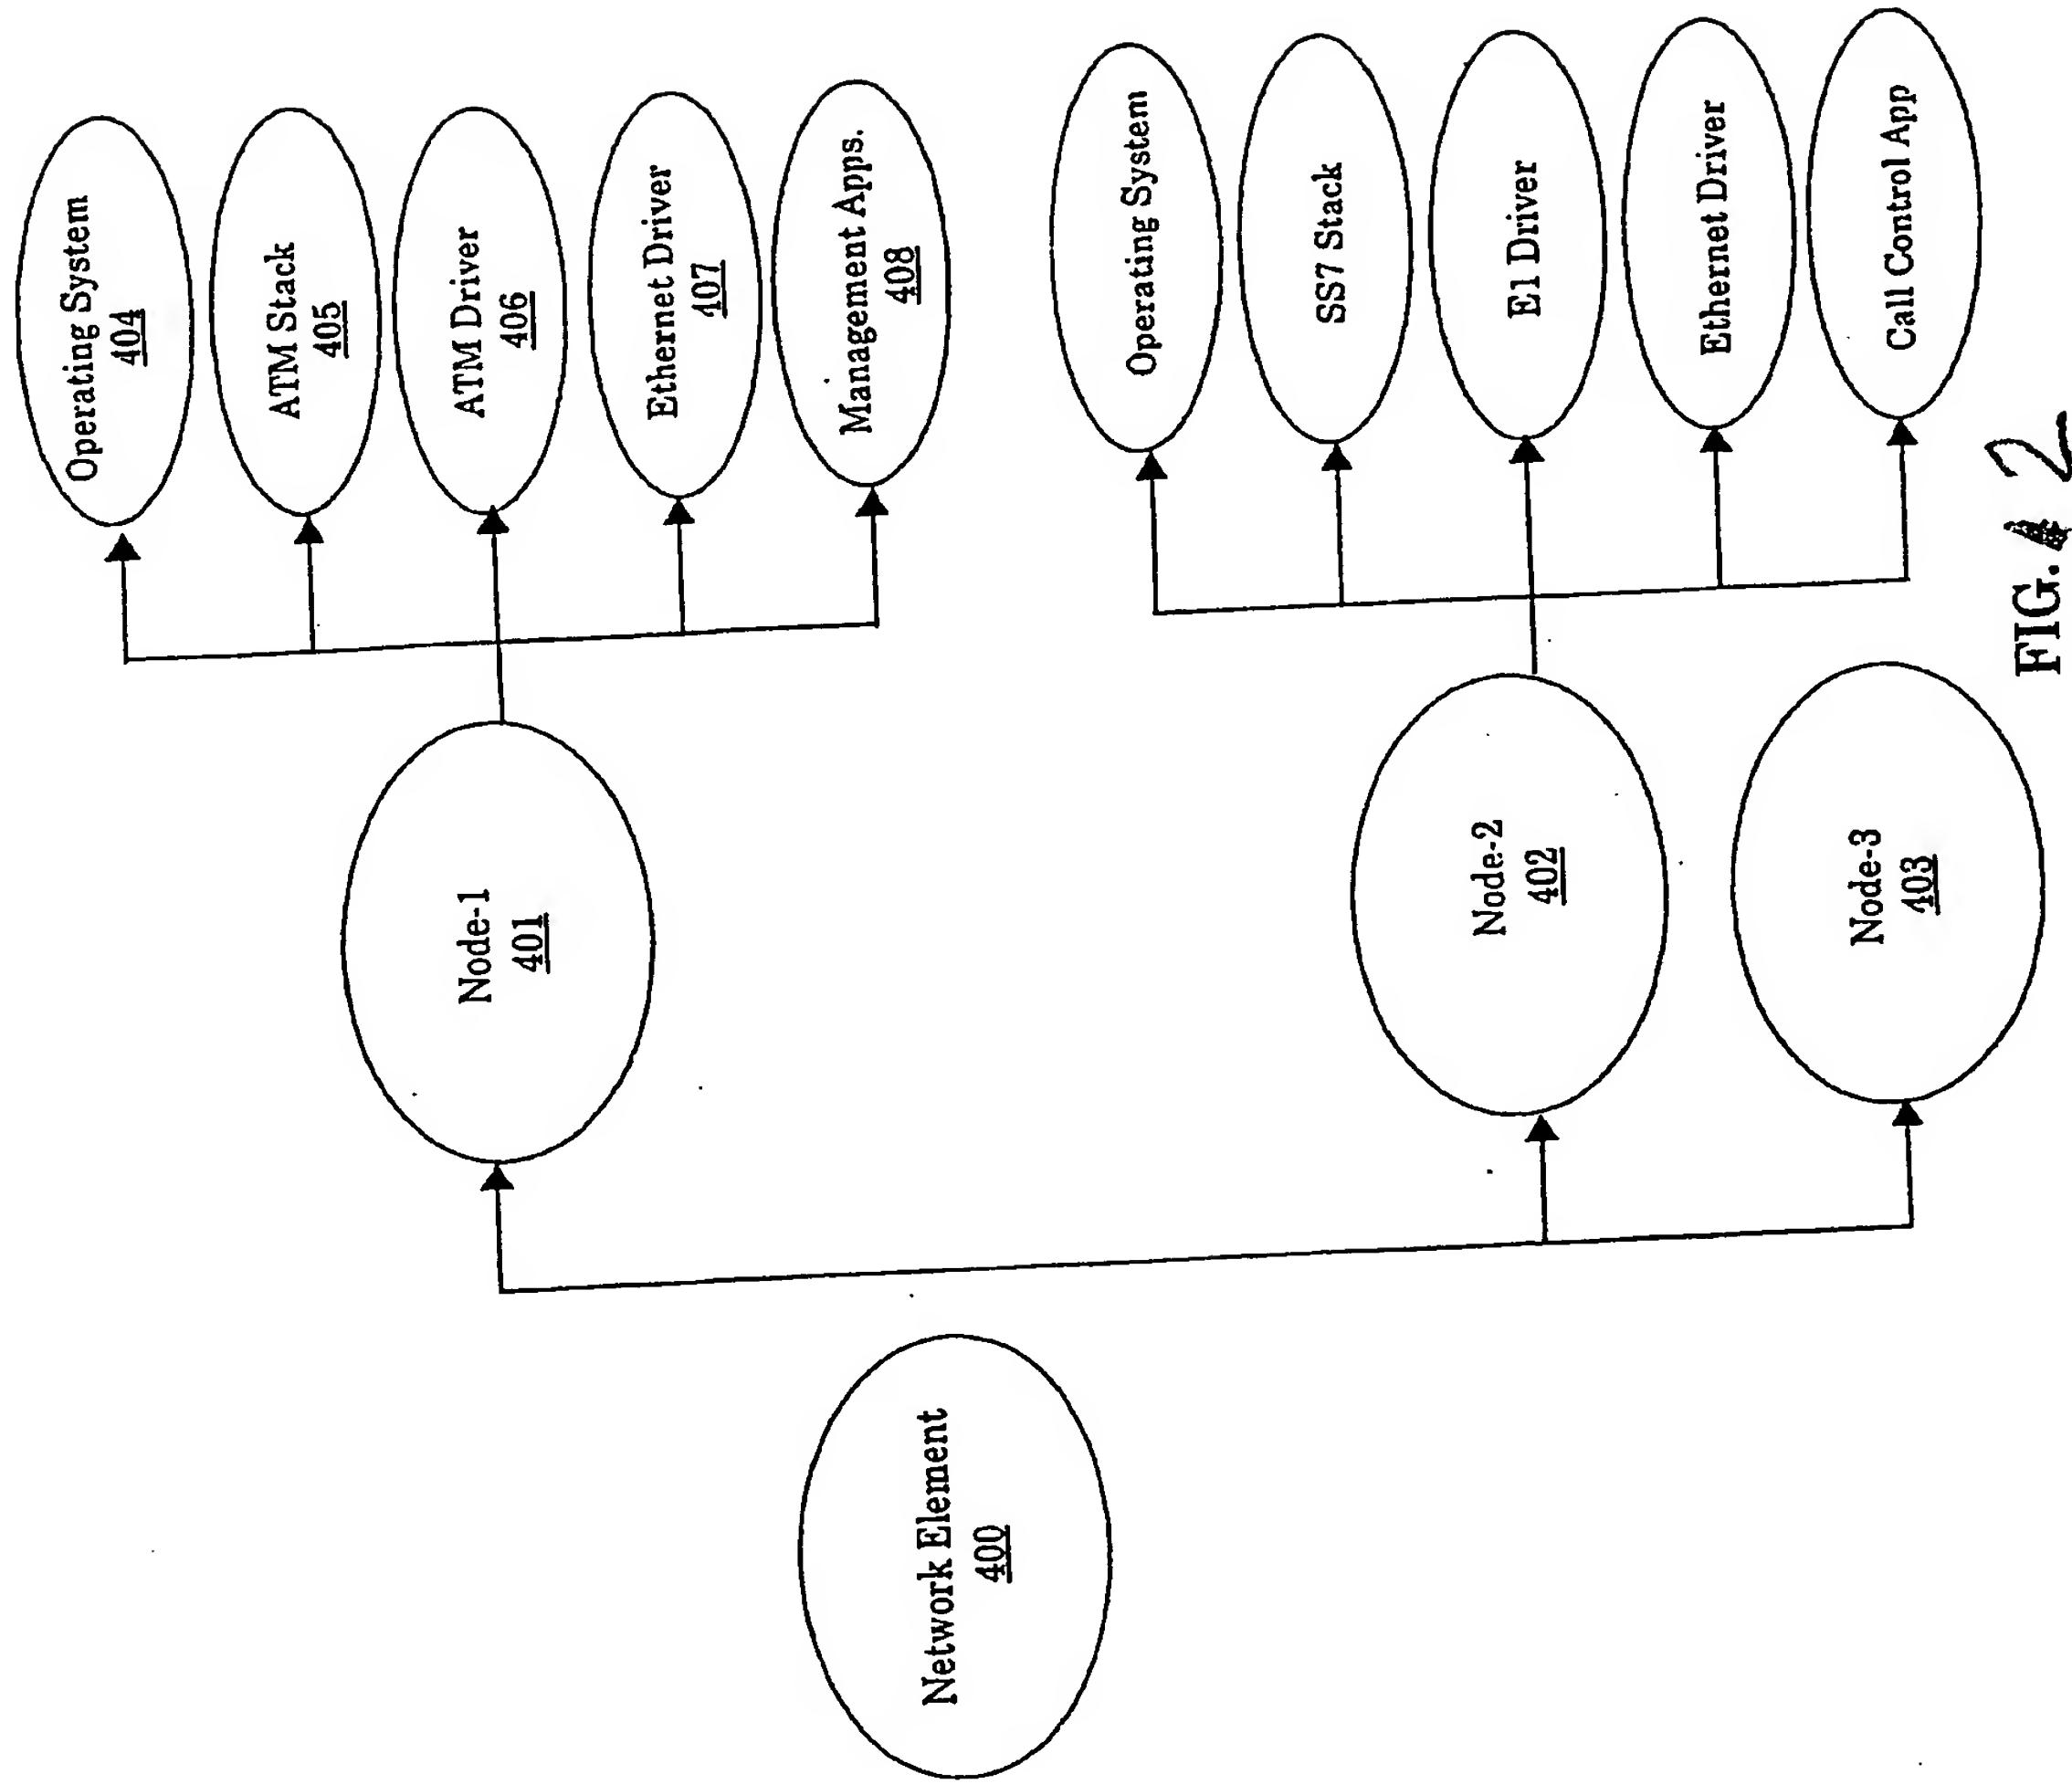 Network Element
400
Node-1
401
Node-2
402
Node-3
403
Operating System
404
ATM Stack
405
ATM Driver
406
Ethernet Driver
407
Management Apps.
408
Operating System
SS7 Stack
E1 Driver
Ethernet Driver
Call Control App
FIG. 2